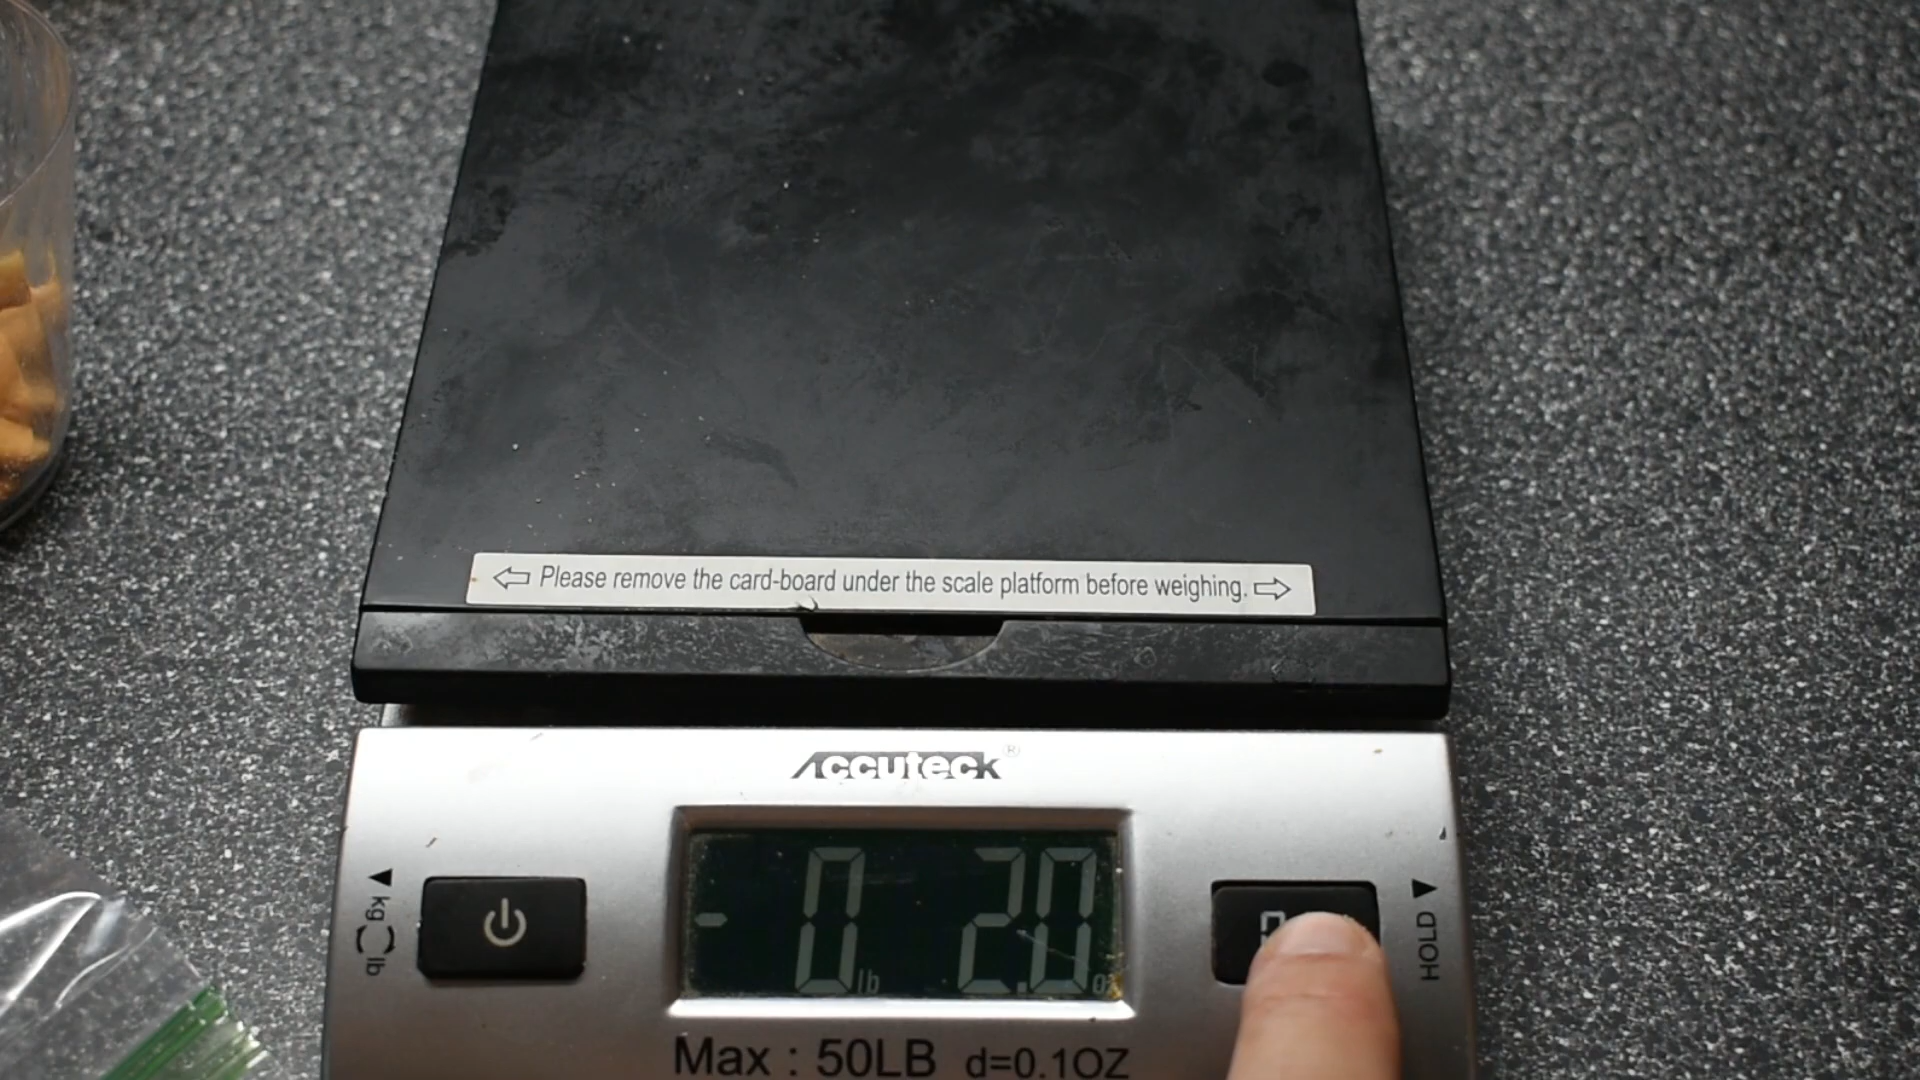 Please remove the card-board under the scale platform before weighing.
Accuteck®
kg lb
- 0 lb 2.0 oz
HOLD
Max : 50LB d=0.1OZ